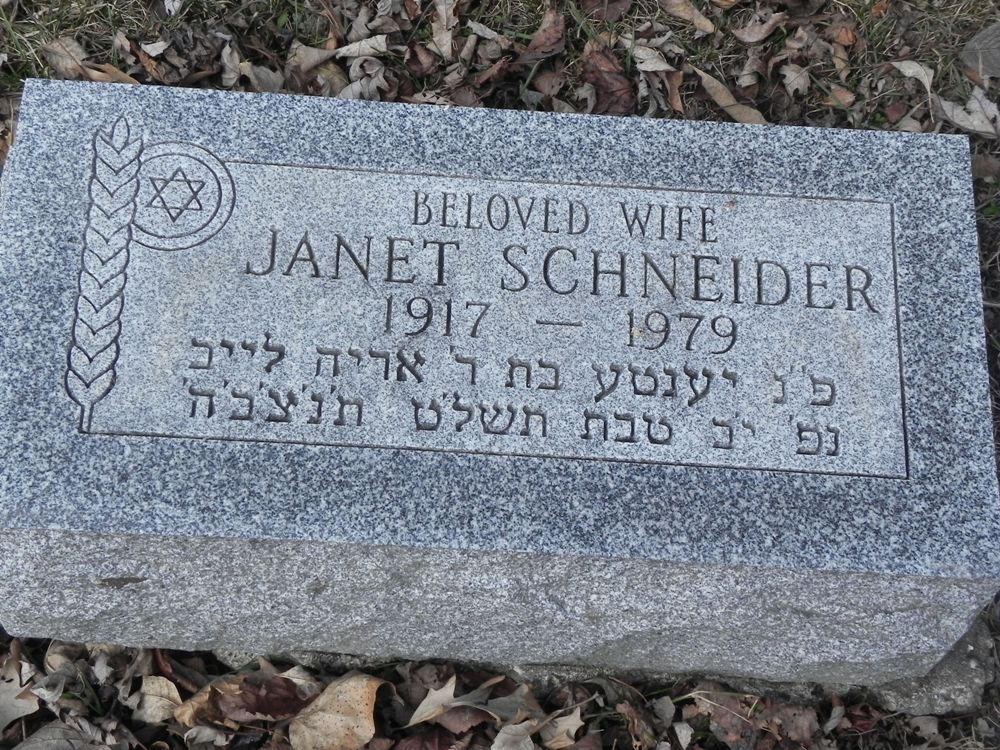 BELOVED WIFE
JANET SCHNEIDER
1917 — 1979
פ"נ יענטע בת ר' אריה לייב
נפ' י"ב טבת תשל"ט ת'נ'צ'ב'ה'